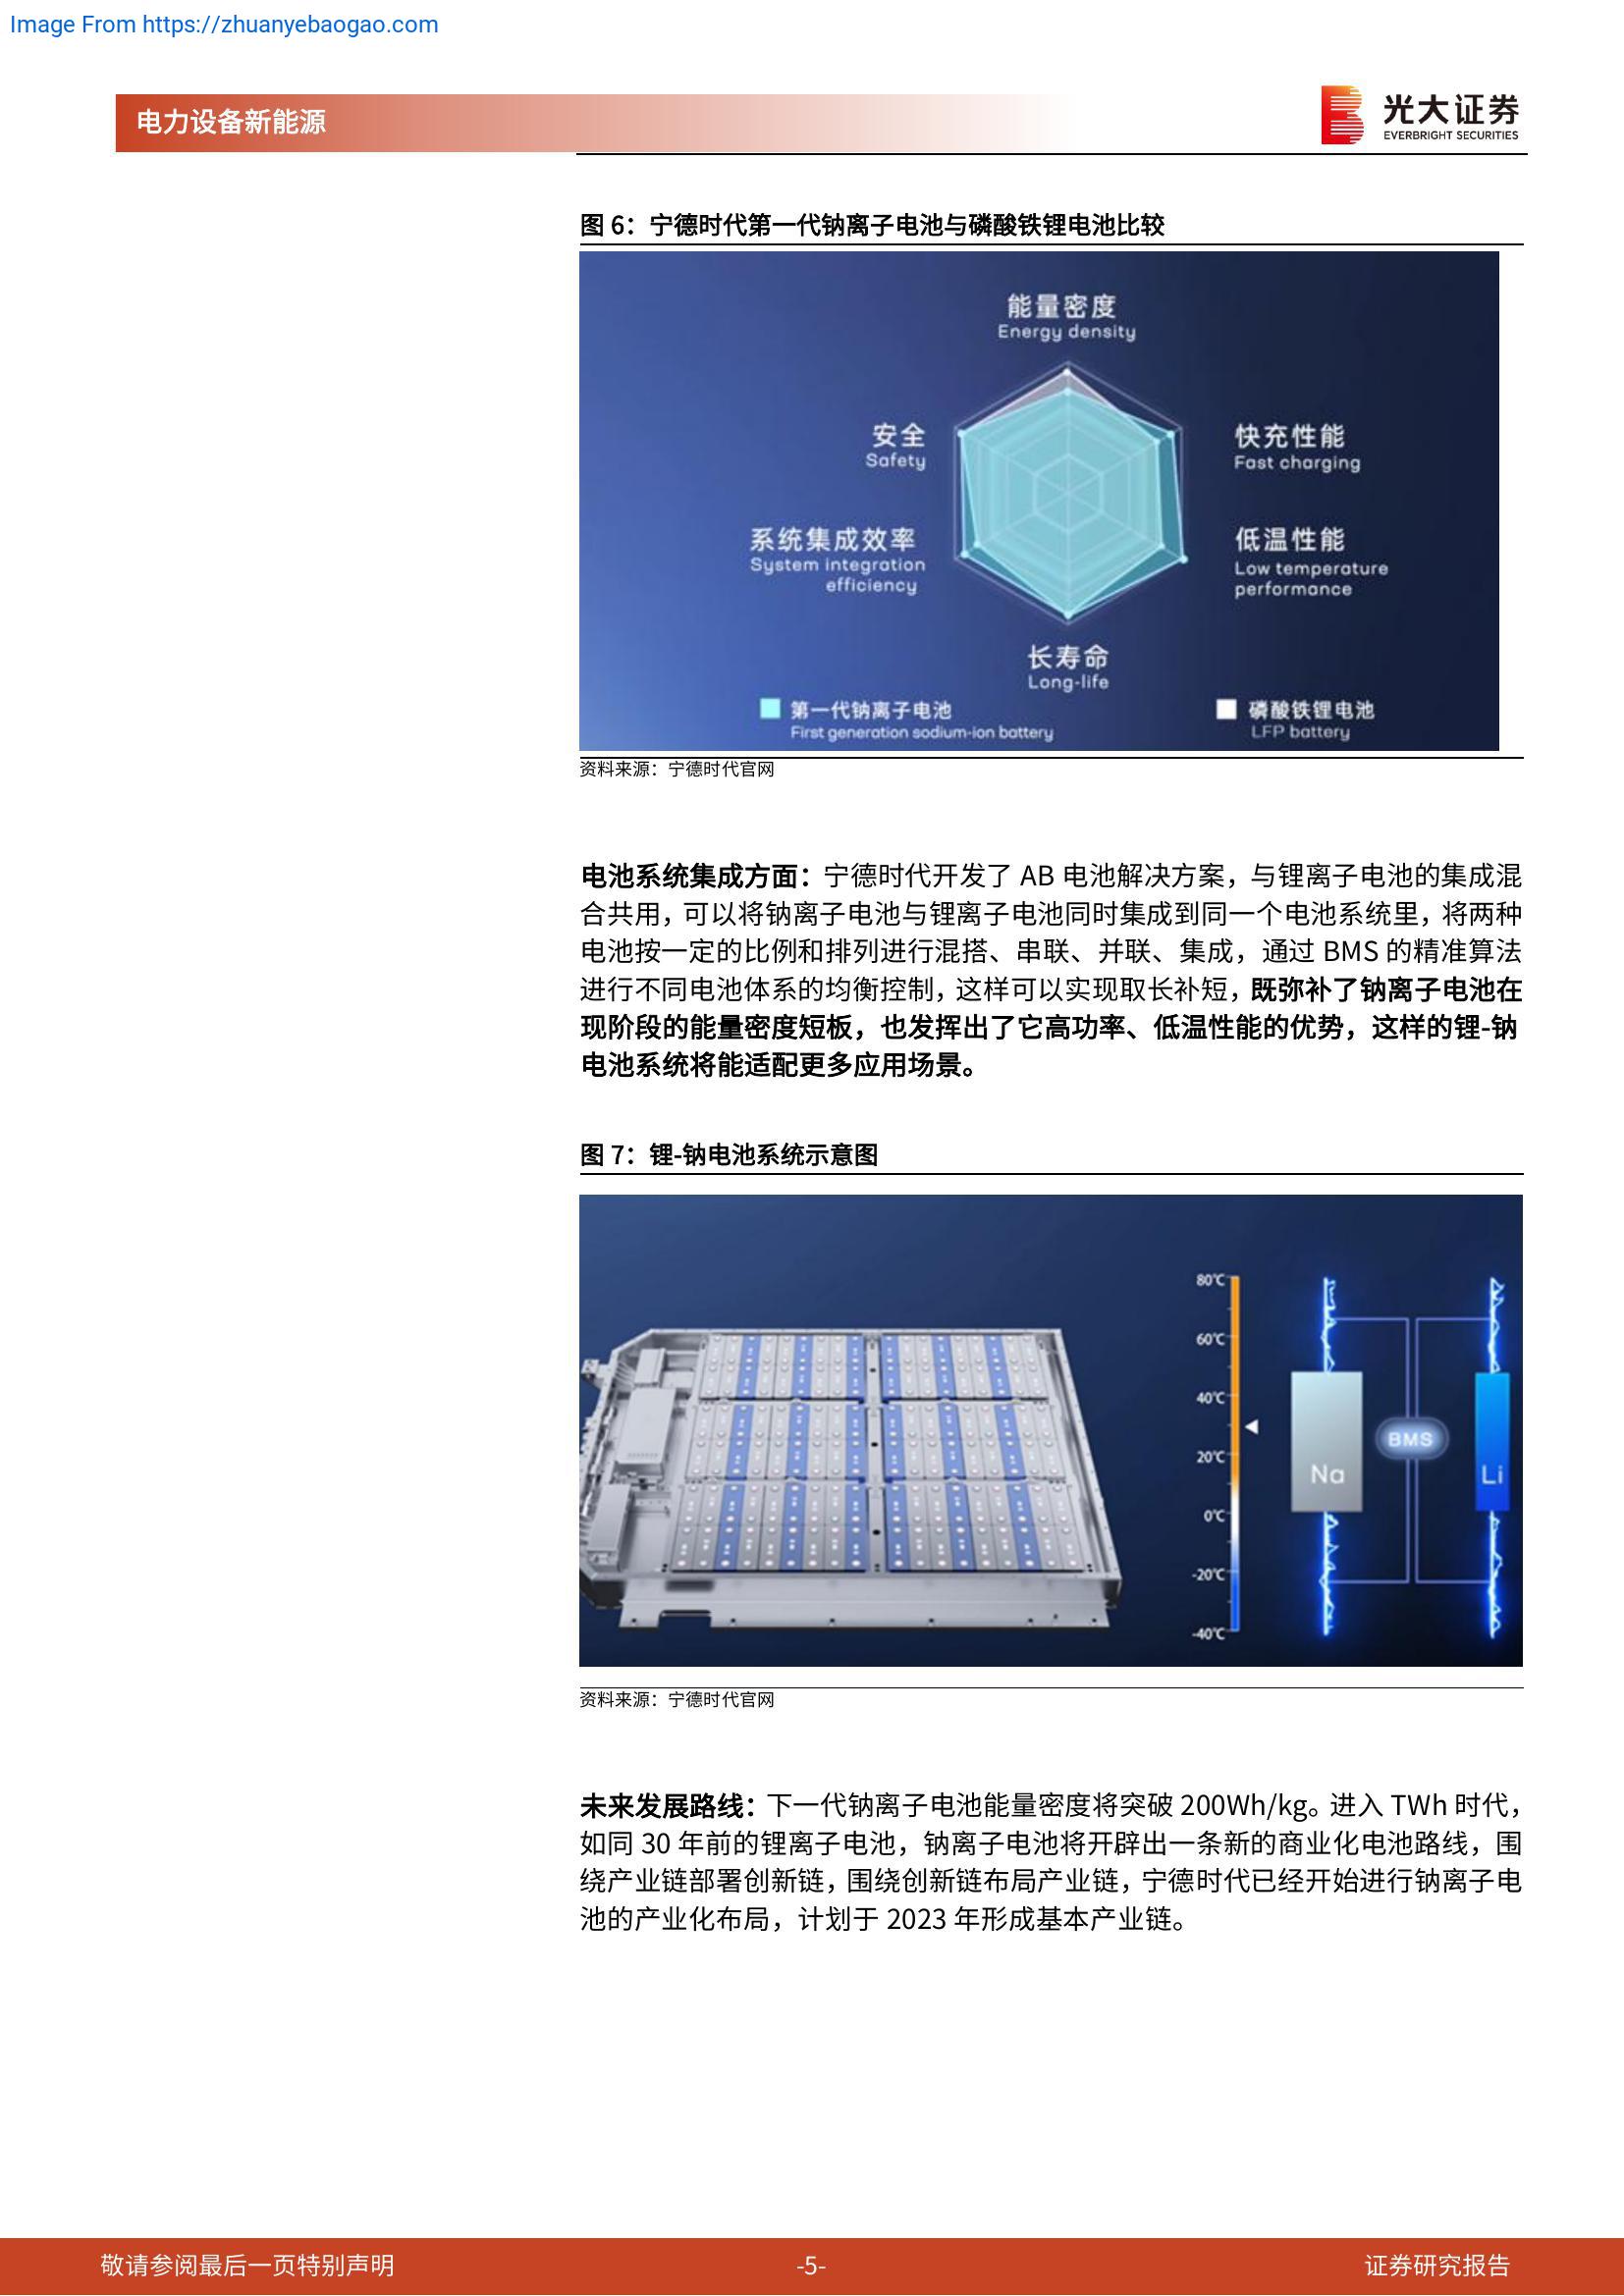 Image From https://zhuanyebaogao.com
电力设备新能源
光大证券
EVERBRIGHT SECURITIES
图 6：宁德时代第一代钠离子电池与磷酸铁锂电池比较
能量密度
Energy density
安全
Safety
快充性能
Fast charging
系统集成效率
System integration
efficiency
低温性能
Low temperature
performance
长寿命
Long-life
第一代钠离子电池
First generation sodium-ion battery
磷酸铁锂电池
LFP battery
资料来源：宁德时代官网
电池系统集成方面：宁德时代开发了 AB 电池解决方案，与锂离子电池的集成混
合共用，可以将钠离子电池与锂离子电池同时集成到同一个电池系统里，将两种
电池按一定的比例和排列进行混搭、串联、并联、集成，通过 BMS 的精准算法
进行不同电池体系的均衡控制，这样可以实现取长补短，既弥补了钠离子电池在
现阶段的能量密度短板，也发挥出了它高功率、低温性能的优势，这样的锂-钠
电池系统将能适配更多应用场景。
图 7：锂-钠电池系统示意图
80℃
60℃
40℃
20℃
0℃
-20℃
-40℃
Na
BMS
Li
资料来源：宁德时代官网
未来发展路线：下一代钠离子电池能量密度将突破 200Wh/kg。进入 TWh 时代，
如同 30 年前的锂离子电池，钠离子电池将开辟出一条新的商业化电池路线，围
绕产业链部署创新链，围绕创新链布局产业链，宁德时代已经开始进行钠离子电
池的产业化布局，计划于 2023 年形成基本产业链。
敬请参阅最后一页特别声明
-5-
证券研究报告